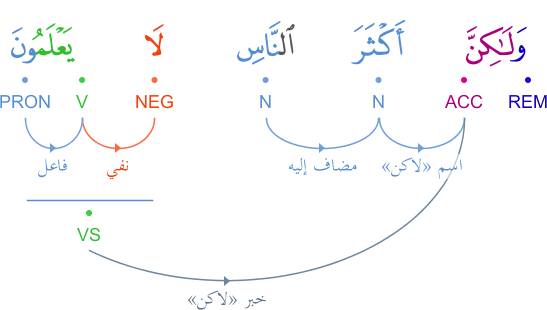 وَلَـٰكِنَّ أَكْثَرَ ٱلنَّاسِ لَا يَعْلَمُونَ
REM ACC N N NEG V PRON
اسم «لاكن» مضاف إليه نفي فاعل
VS
خبر «لاكن»